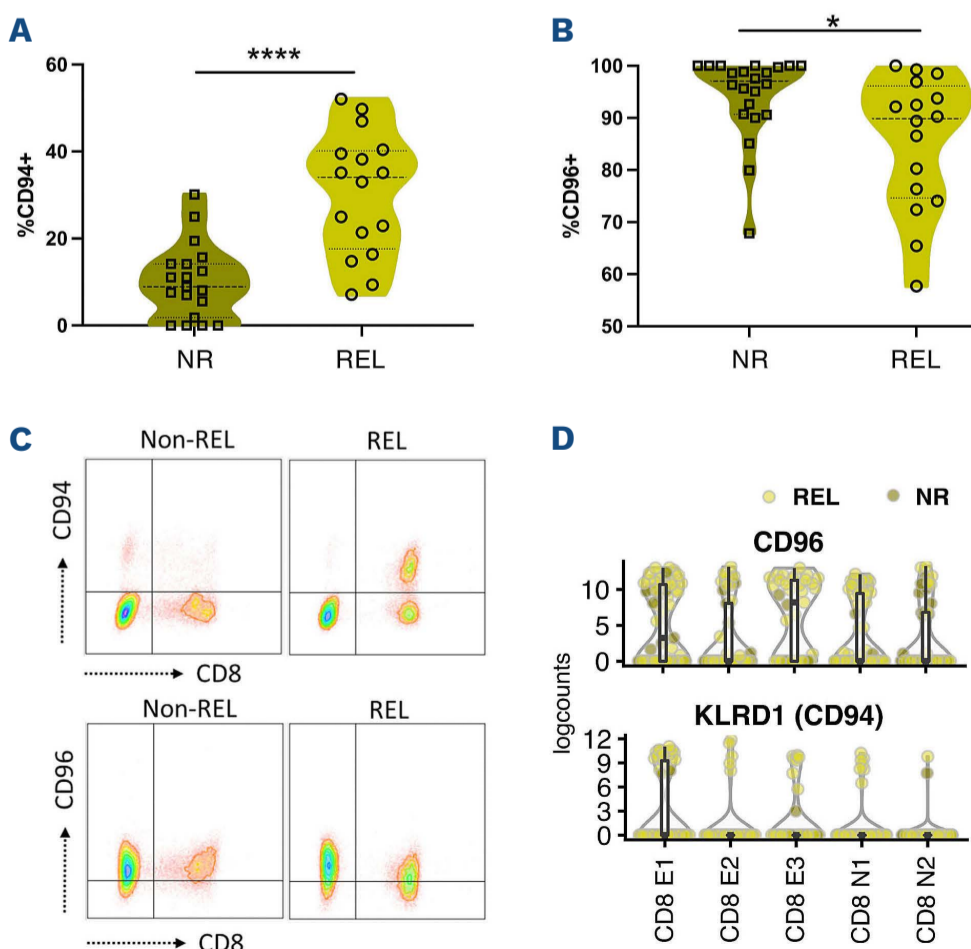 A
****
%CD94+
60
40
20
0
NR REL
B
*
%CD96+
100
90
80
70
60
50
NR REL
C
Non-REL REL
CD94
CD8
Non-REL REL
CD96
CD8
D
REL NR
CD96
10
5
0
logcounts
KLRD1 (CD94)
12
9
6
3
0
CD8 E1
CD8 E2
CD8 E3
CD8 N1
CD8 N2